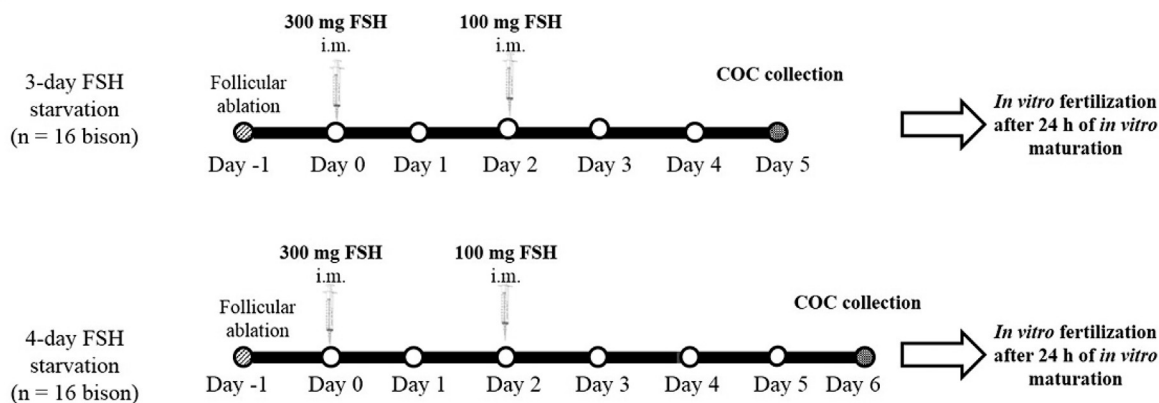 300 mg FSH
i.m.
100 mg FSH
i.m.
3-day FSH
starvation
(n = 16 bison)
Follicular
ablation
COC collection
In vitro fertilization
after 24 h of in vitro
maturation
Day -1
Day 0
Day 1
Day 2
Day 3
Day 4
Day 5
300 mg FSH
i.m.
100 mg FSH
i.m.
4-day FSH
starvation
(n = 16 bison)
Follicular
ablation
COC collection
In vitro fertilization
after 24 h of in vitro
maturation
Day -1
Day 0
Day 1
Day 2
Day 3
Day 4
Day 5
Day 6